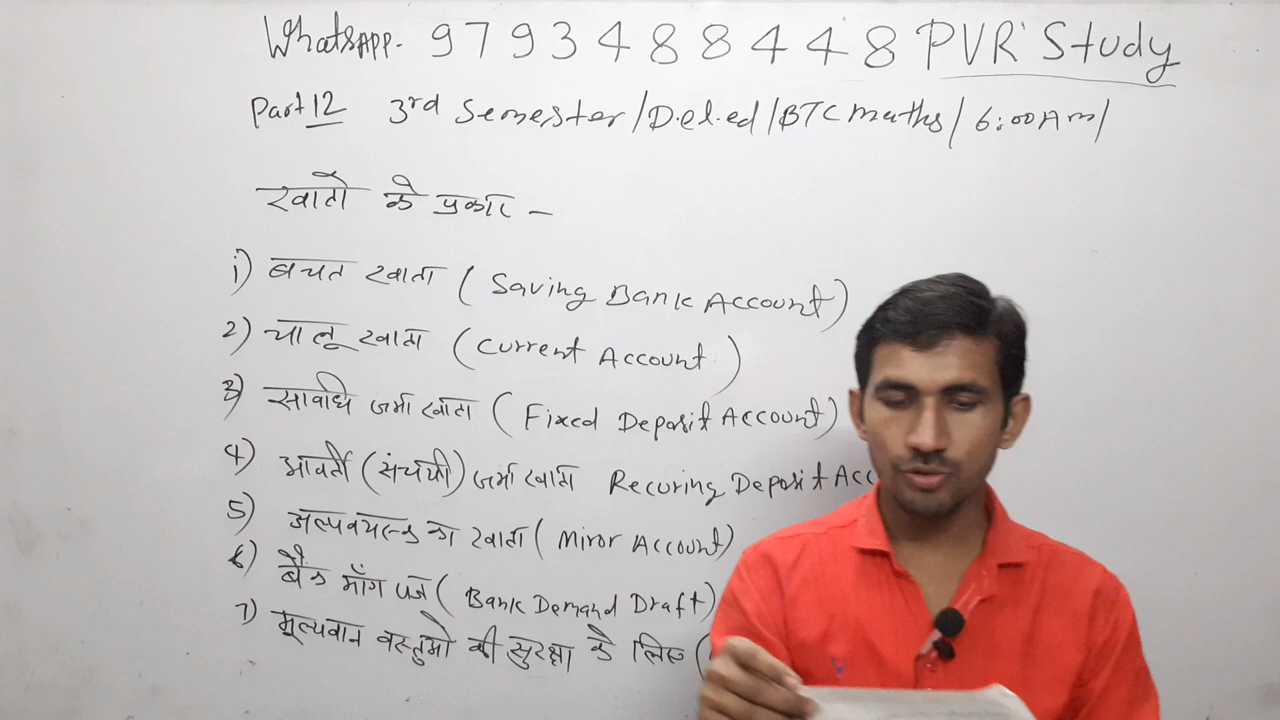 WhatsAPP. 9793488448 PVR Study
Part 12 3rd Semester/D.el.ed/BTC maths/ 6:00Am/
खातो के प्रकार -
1) बचत खाता ( Saving Bank Account)
2) चालू खाता (Current Account)
3) सावधि जमा खाता (Fixed Deposit Account)
4) आवर्ती (संचयी) जमा खाता Recuring Deposit Acc
5) अल्पवयस्क का खाता ( Miror Account)
6) बैंक माँग पत्र ( Bank Demand Draft)
7) मूल्यवान वस्तुओ की सुरक्षा के लिए (